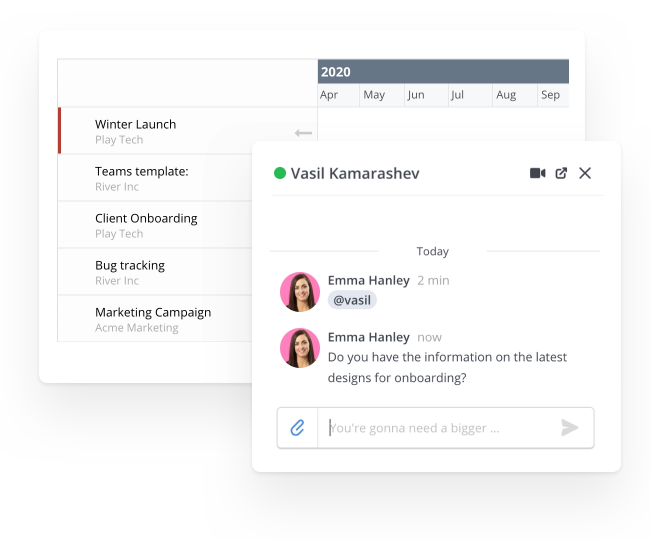 2020
Apr May Jun Jul Aug Sep
Winter Launch
Play Tech
Teams template:
River Inc
Client Onboarding
Play Tech
Bug tracking
River Inc
Marketing Campaign
Acme Marketing
Vasil Kamarashev
Today
Emma Hanley 2 min
@vasil
Emma Hanley now
Do you have the information on the latest
designs for onboarding?
You're gonna need a bigger ...